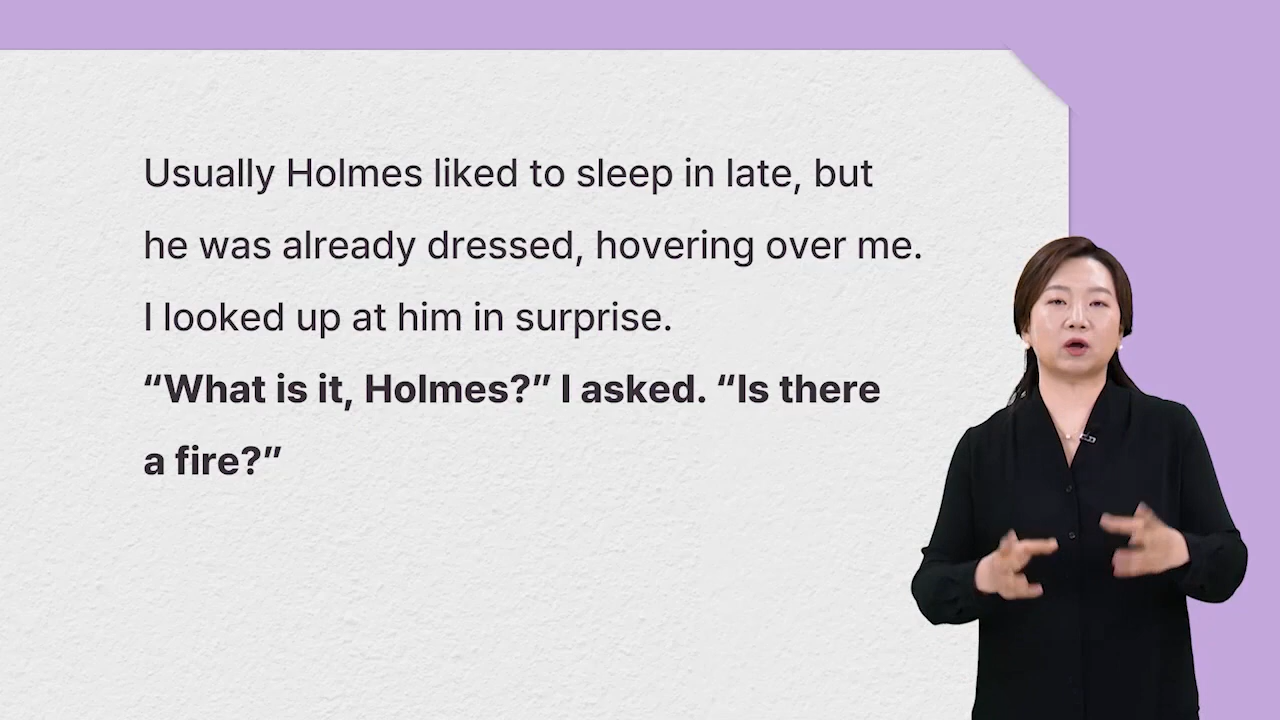 Usually Holmes liked to sleep in late, but
he was already dressed, hovering over me.
I looked up at him in surprise.
“What is it, Holmes?” I asked. “Is there
a fire?”